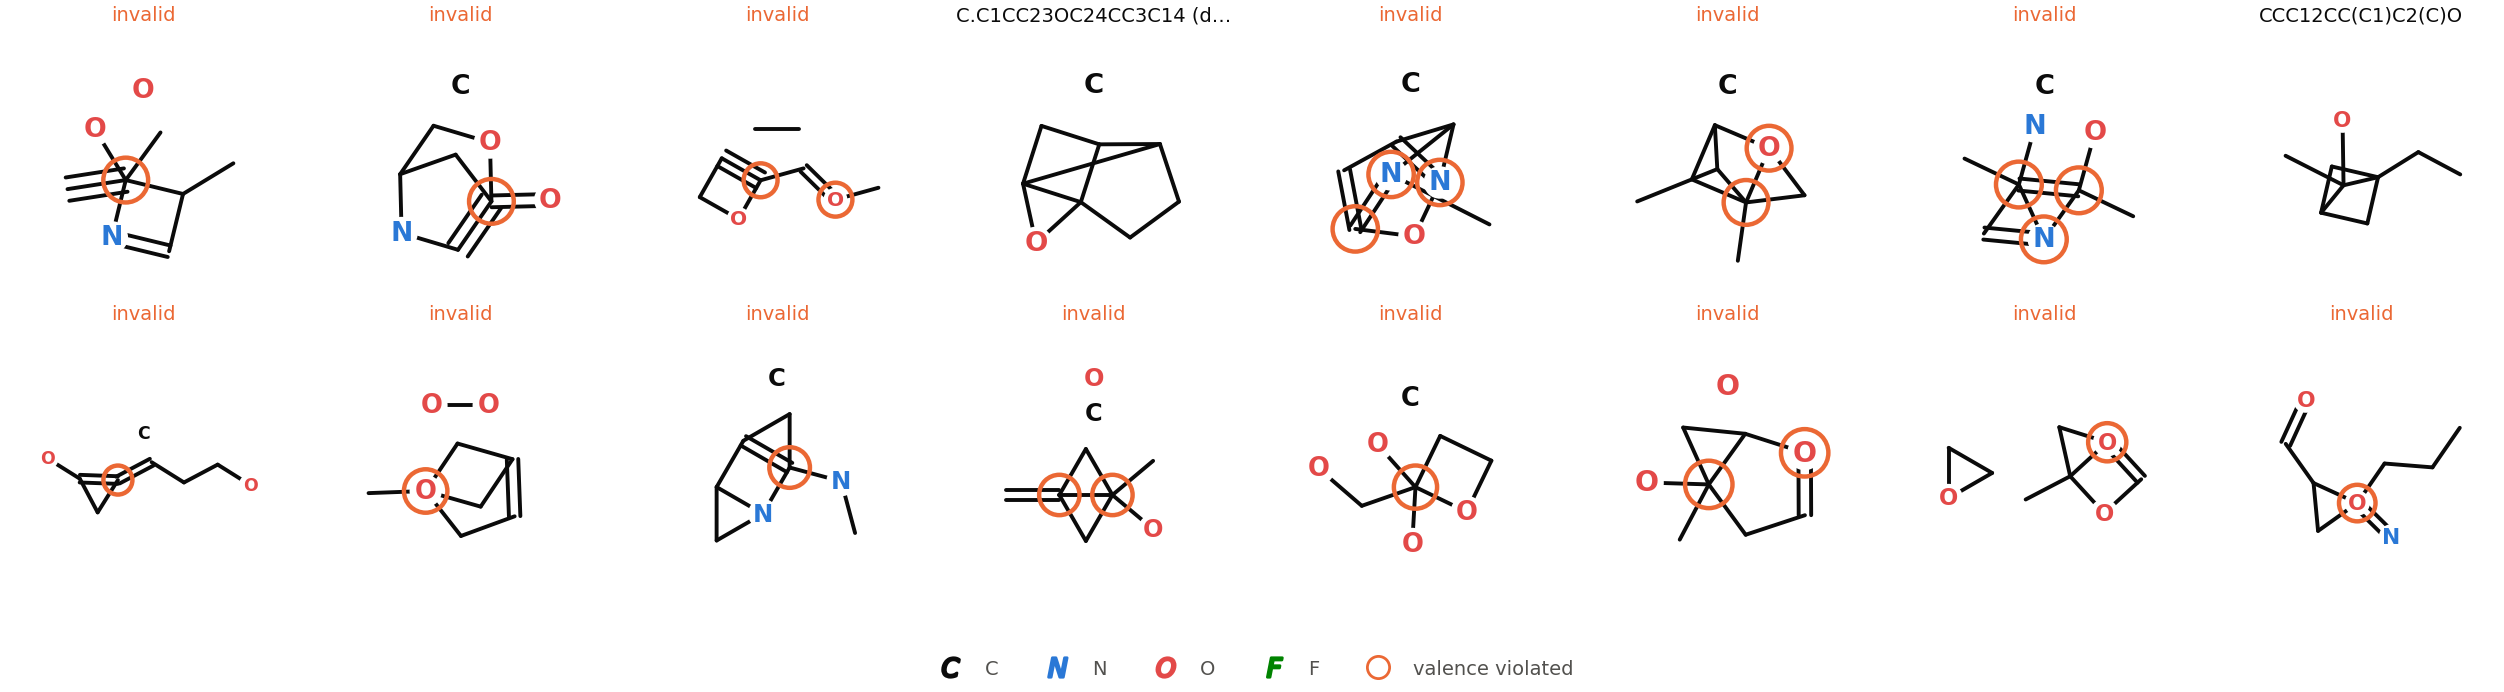 invalid invalid invalid C.C1CC23OC24CC3C14 (d... invalid invalid invalid CCC12CC(C1)C2(C)O
O C C C C C
O O N O O
O N N O
O N
N O O O N
invalid invalid invalid invalid invalid invalid invalid invalid
O—O C O C C O O
O C O O O O
O O N O O O O O O
N O O O N
C C N N O O F F valence violated